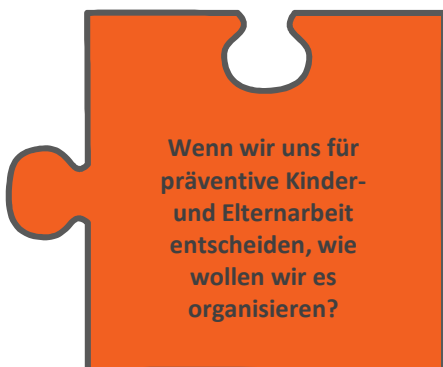 Wenn wir uns für
präventive Kinder-
und Elternarbeit
entscheiden, wie
wollen wir es
organisieren?